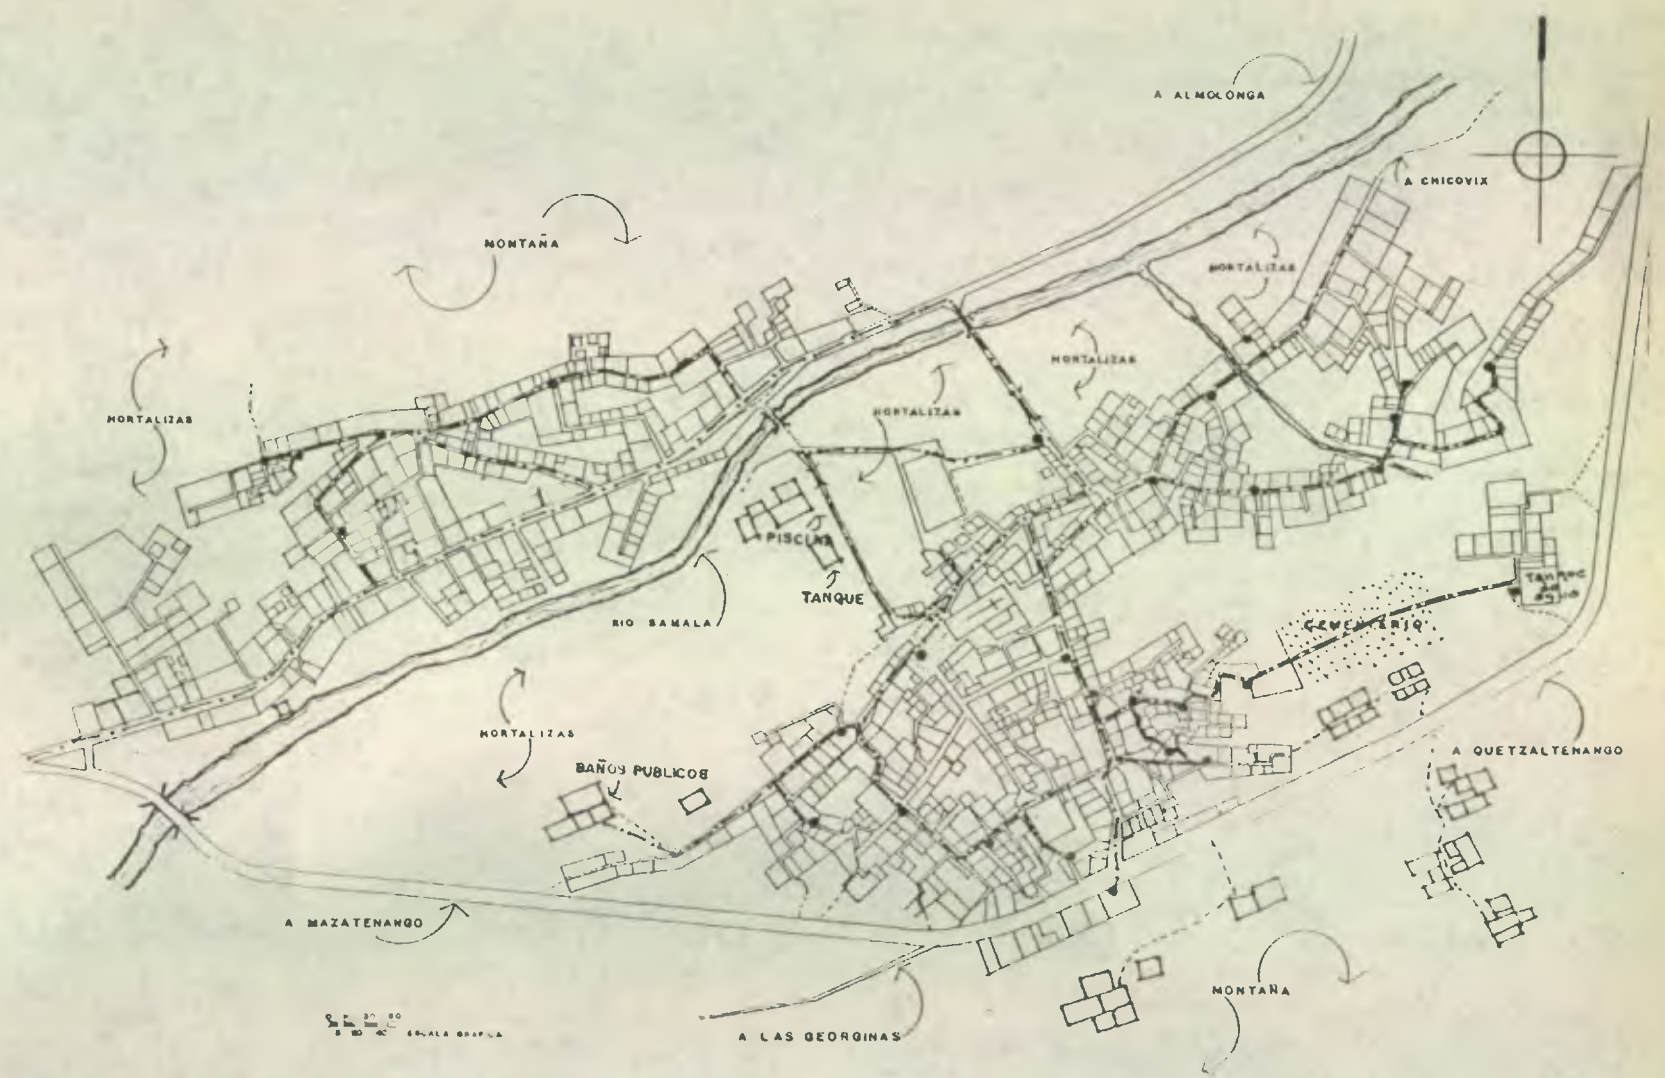 A ALMOLONGA
A CHICOVIX
MONTAÑA
HORTALIZAS
HORTALIZAS
HORTALIZAS
HORTALIZAS
PISCINA
TANQUE
TANQUE
RIO SAMALA
CEMENTERIO
HORTALIZAS
BAÑOS PUBLICOS
A QUETZALTENANGO
A MAZATENANGO
MONTAÑA
A LAS GEORGINAS
ESCALA GRAFICA